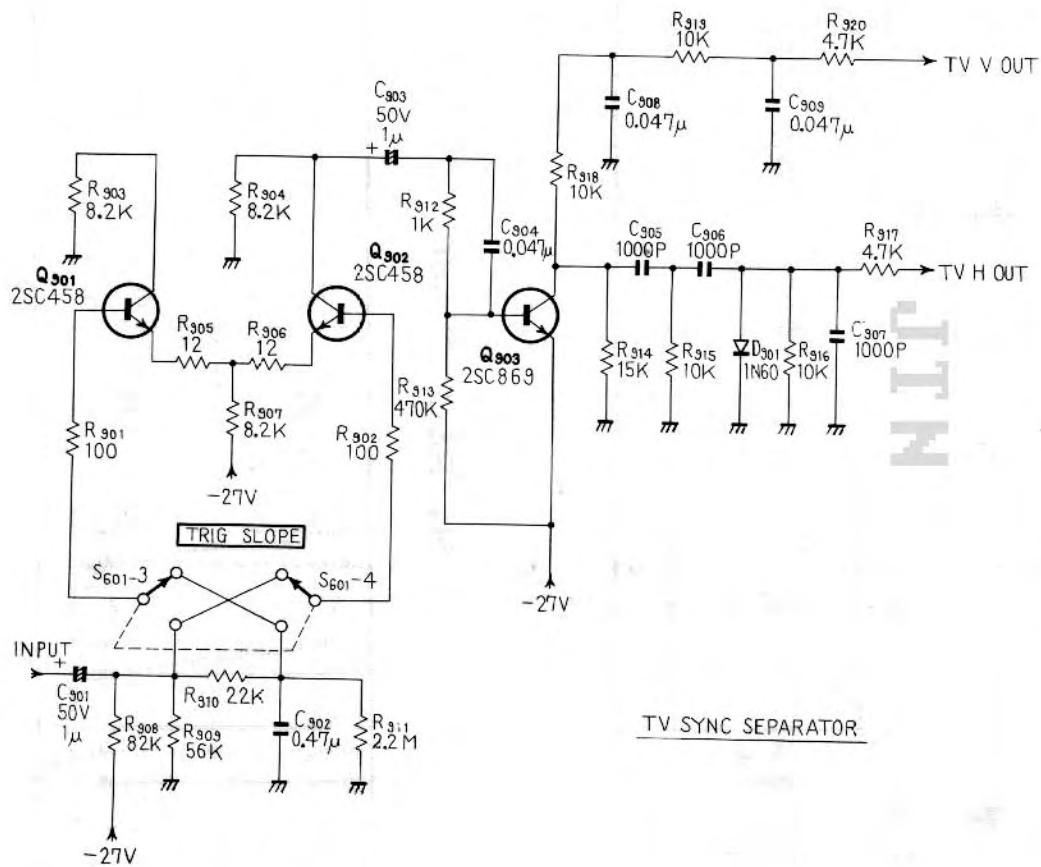 R919
10K
R920
4.7K
TV V OUT
C903
50V
1μ
+
C908
0.047μ
C909
0.047μ
R903
8.2K
R904
8.2K
R912
1K
R918
10K
C904
0.047μ
C905
1000P
C906
1000P
R917
4.7K
TV H OUT
Q901
2SC458
Q902
2SC458
R905
12
R906
12
Q903
2SC869
R914
15K
R915
10K
D901
1N60
R916
10K
C907
1000P
R913
470K
R907
8.2K
R901
100
R902
100
-27V
TRIG SLOPE
S601-3
S601-4
-27V
INPUT
+
C901
50V
1μ
R910 22K
R908
82K
R909
56K
C902
0.47μ
R911
2.2M
-27V
TV SYNC SEPARATOR
JIN